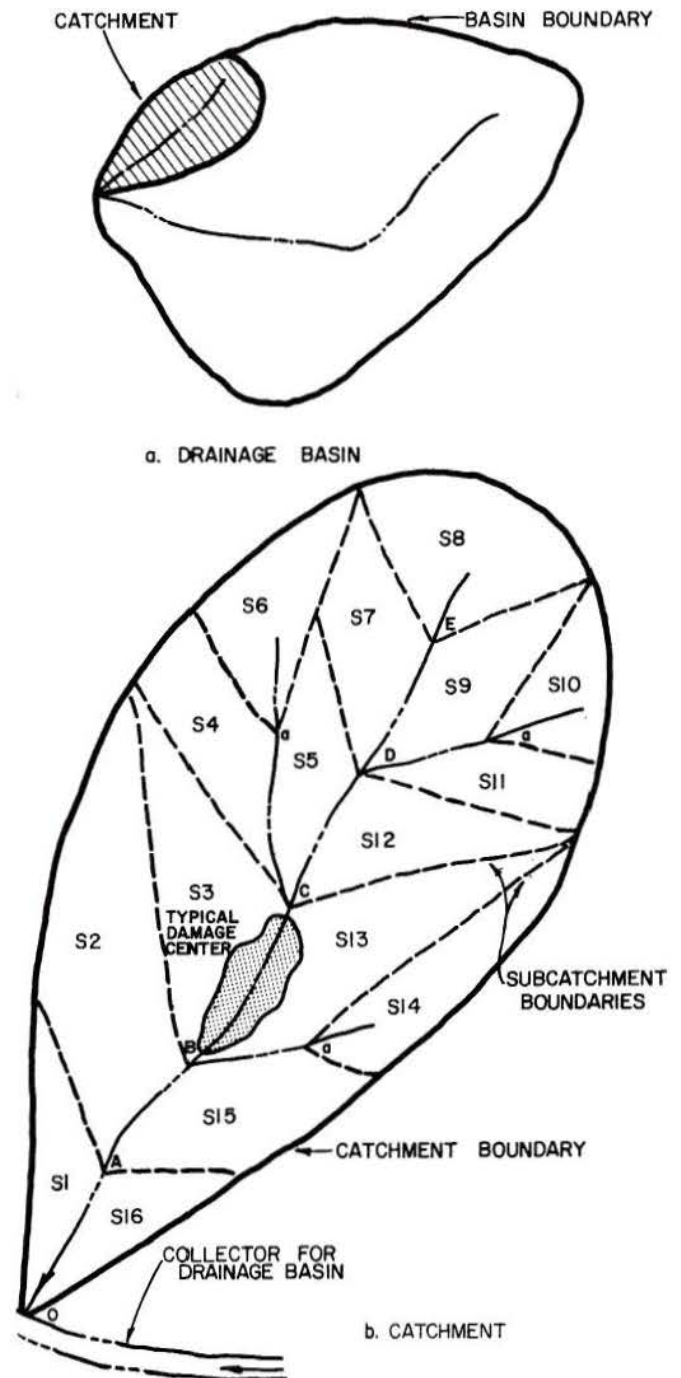 CATCHMENT
BASIN BOUNDARY
a. DRAINAGE BASIN
S8
S6
S7
E
S9
S10
S4
a
S5
D
a
S11
S12
C
S3
TYPICAL
DAMAGE
CENTER
S2
S13
SUBCATCHMENT
BOUNDARIES
S14
B
a
S15
CATCHMENT BOUNDARY
A
S1
S16
COLLECTOR FOR
DRAINAGE BASIN
O
b. CATCHMENT